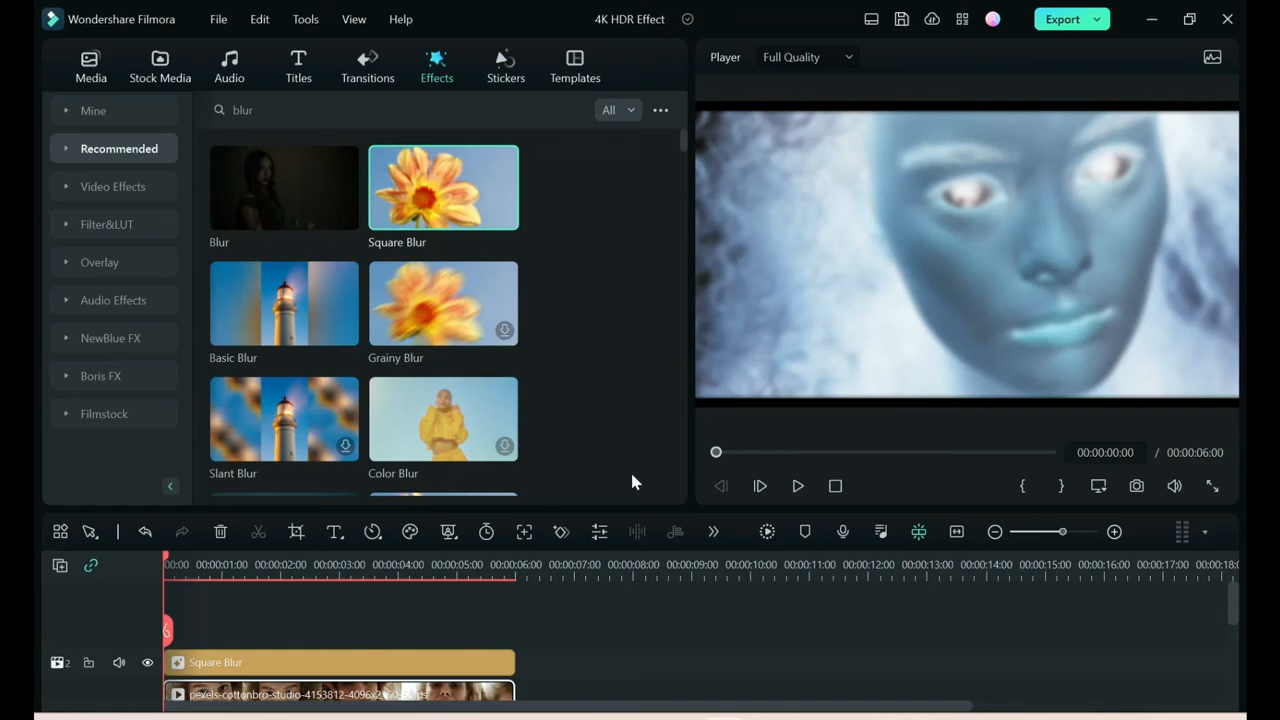 Wondershare Filmora File Edit Tools View Help 4K HDR Effect Export
Media Stock Media Audio Titles Transitions Effects Stickers Templates
Player Full Quality
Mine
Recommended
Video Effects
Filter&LUT
Overlay
Audio Effects
NewBlue FX
Boris FX
Filmstock
blur All
Blur Square Blur
Basic Blur Grainy Blur
Slant Blur Color Blur
00:00:00:00 / 00:00:06:00
{ }
00:00 00:00:01:00 00:00:02:00 00:00:03:00 00:00:04:00 00:00:05:00 00:00:06:00 00:00:07:00 00:00:08:00 00:00:09:00 00:00:10:00 00:00:11:00 00:00:12:00 00:00:13:00 00:00:14:00 00:00:15:00 00:00:16:00 00:00:17:00 00:00:18:0
2 Square Blur